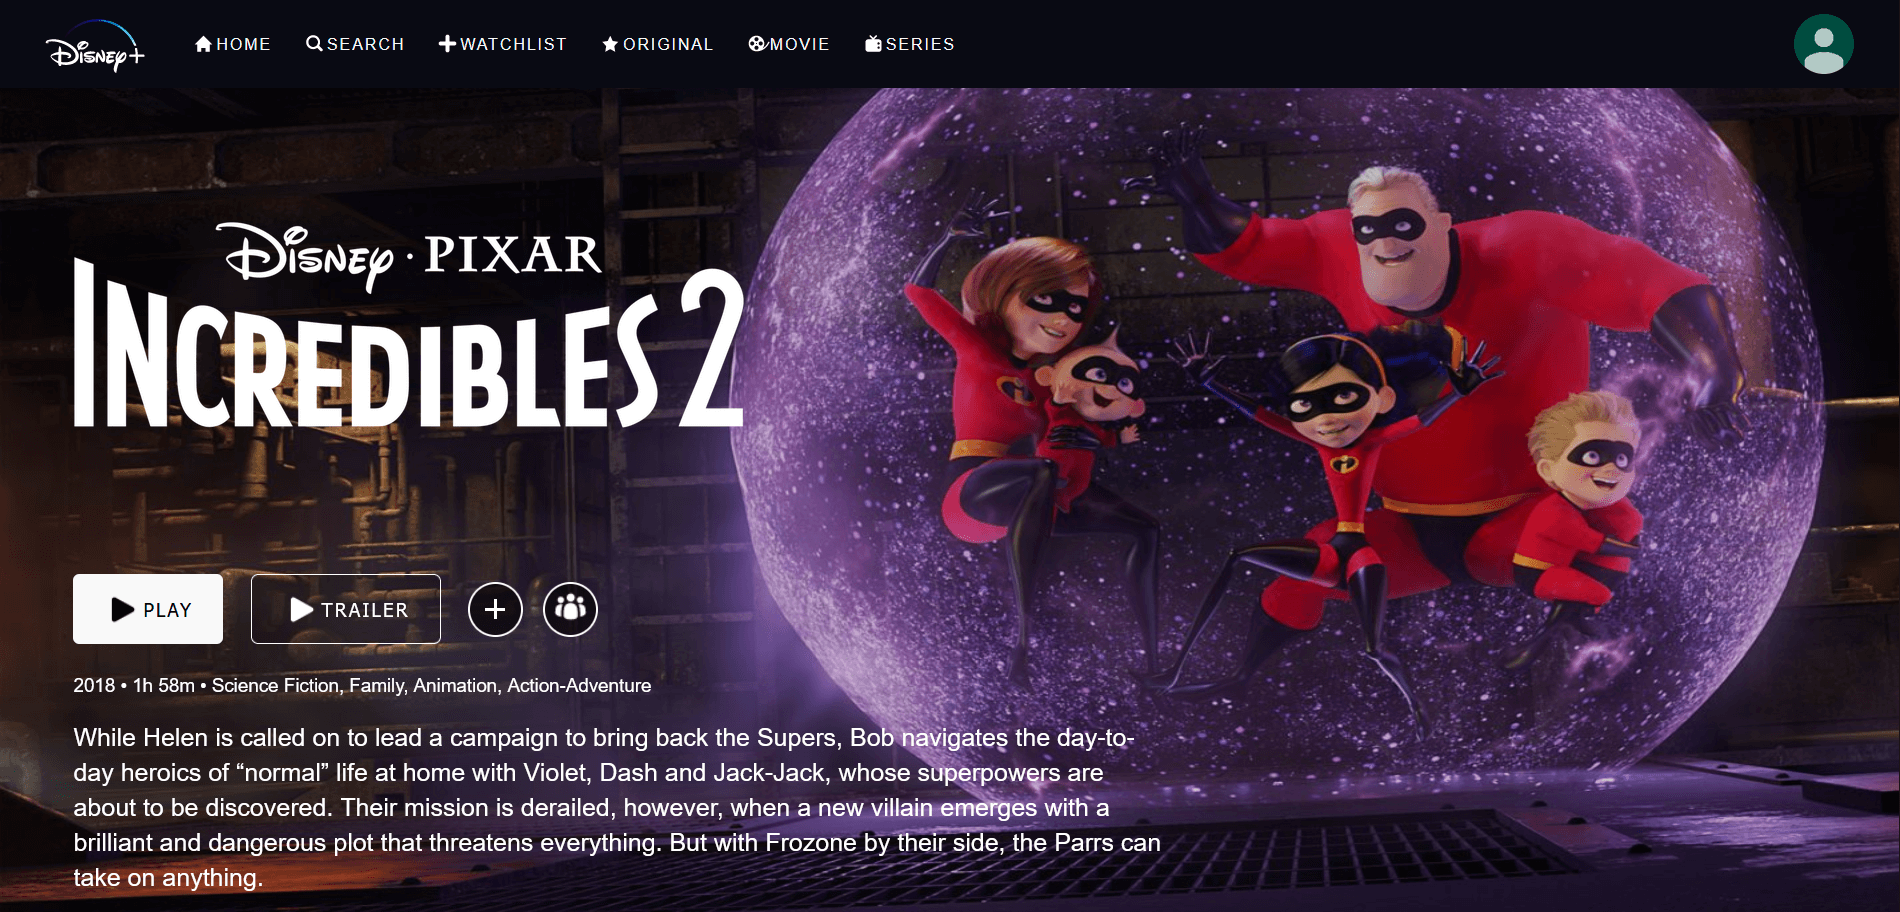 Disney+
HOME
SEARCH
WATCHLIST
ORIGINAL
MOVIE
SERIES
Disney · PIXAR
INCREDIBLES 2
PLAY
TRAILER
2018 • 1h 58m • Science Fiction, Family, Animation, Action-Adventure
While Helen is called on to lead a campaign to bring back the Supers, Bob navigates the day-to-
day heroics of “normal” life at home with Violet, Dash and Jack-Jack, whose superpowers are
about to be discovered. Their mission is derailed, however, when a new villain emerges with a
brilliant and dangerous plot that threatens everything. But with Frozone by their side, the Parrs can
take on anything.